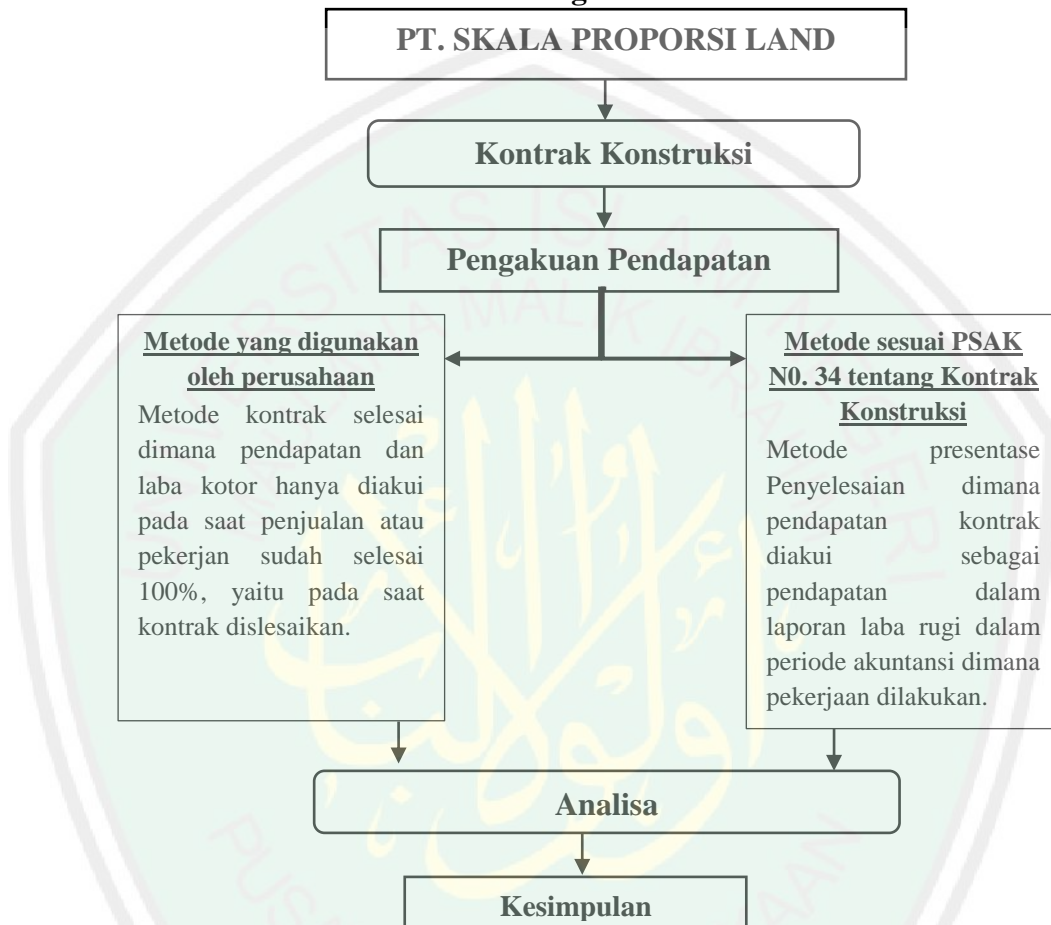 PT. SKALA PROPORSI LAND
Kontrak Konstruksi
Pengakuan Pendapatan
Metode yang digunakan
oleh perusahaan
Metode kontrak selesai
dimana pendapatan dan
laba kotor hanya diakui
pada saat penjualan atau
pekerjan sudah selesai
100%, yaitu pada saat
kontrak dislesaikan.
Metode sesuai PSAK
N0. 34 tentang Kontrak
Konstruksi
Metode presentase
Penyelesaian dimana
pendapatan kontrak
diakui sebagai
pendapatan dalam
laporan laba rugi dalam
periode akuntansi dimana
pekerjaan dilakukan.
Analisa
Kesimpulan